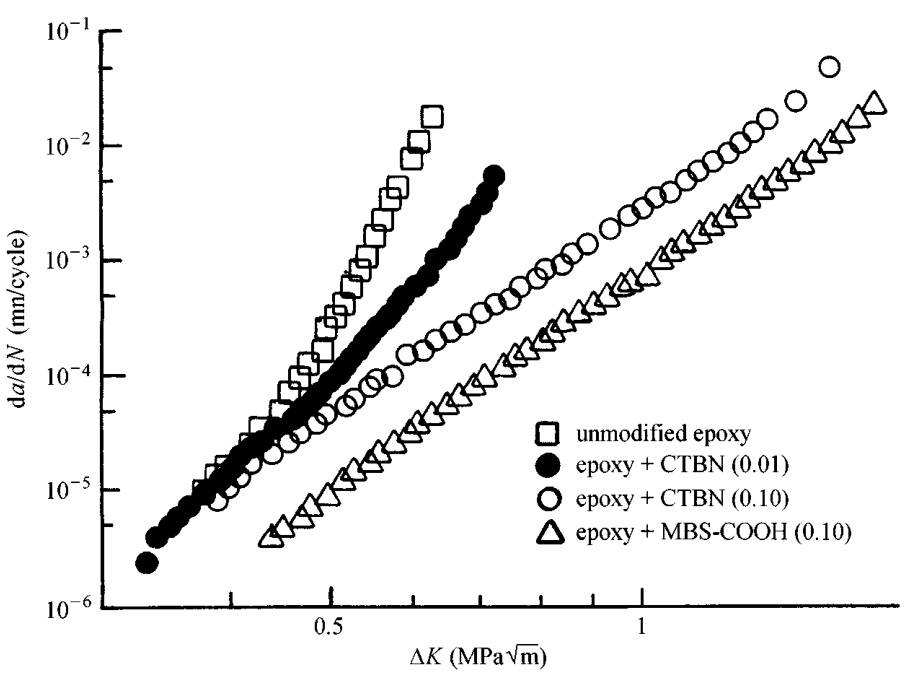 10⁻¹
10⁻²
10⁻³
10⁻⁴
10⁻⁵
10⁻⁶
da/dN (mn/cycle)
unmodified epoxy
epoxy + CTBN (0.01)
epoxy + CTBN (0.10)
epoxy + MBS-COOH (0.10)
0.5 1
ΔK (MPa√m)